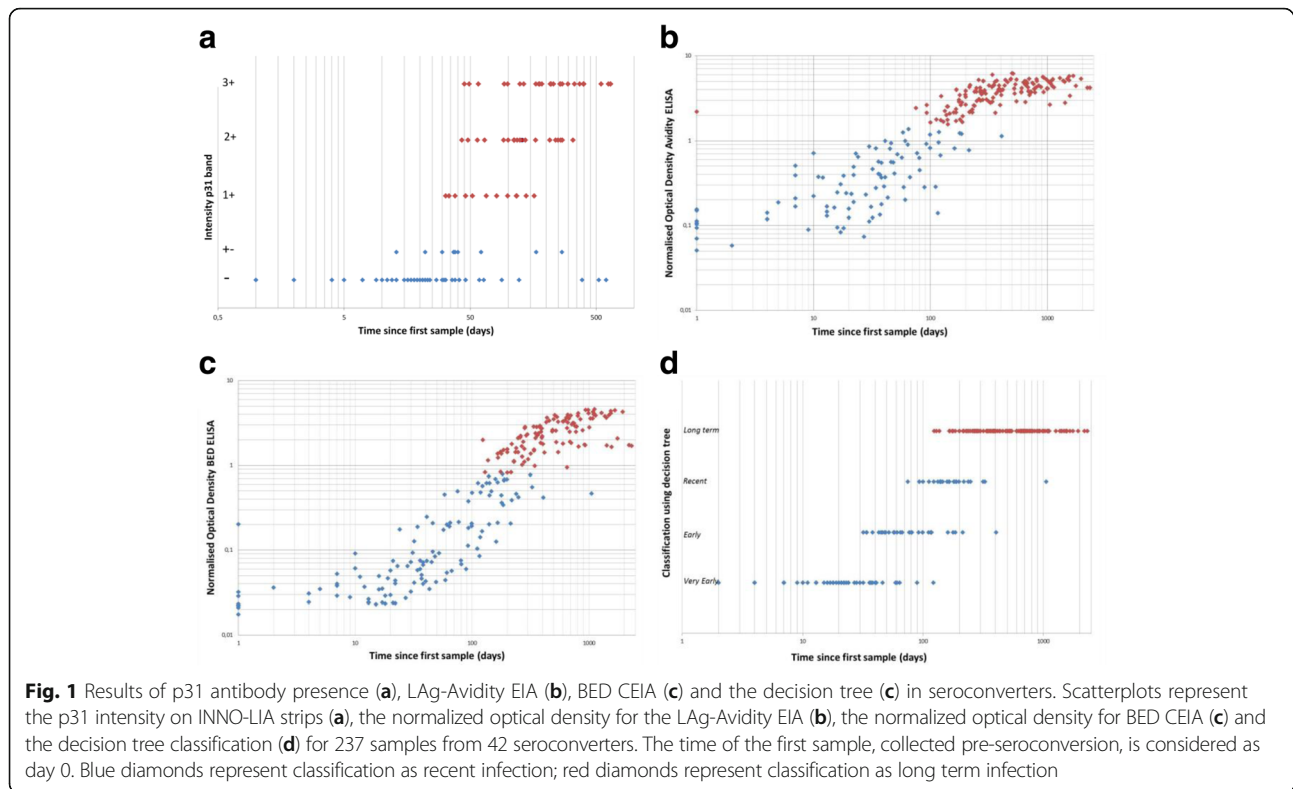 a
3+
2+
1+
+-
-
Intensity p31 band
0,5
5
50
500
Time since first sample (days)
b
10
1
0,1
0,01
Normalised Optical Density Avidity ELISA
1
10
100
1000
Time since first sample (days)
c
10
1
0,1
0,01
Normalised Optical Density BED ELISA
1
10
100
1000
Time since first sample (days)
d
Long term
Recent
Early
Very Early
Classification using decision tree
1
10
100
1000
Time since first sample (days)
Fig. 1 Results of p31 antibody presence (a), LAg-Avidity EIA (b), BED CEIA (c) and the decision tree (c) in seroconverters. Scatterplots represent
the p31 intensity on INNO-LIA strips (a), the normalized optical density for the LAg-Avidity EIA (b), the normalized optical density for BED CEIA (c) and
the decision tree classification (d) for 237 samples from 42 seroconverters. The time of the first sample, collected pre-seroconversion, is considered as
day 0. Blue diamonds represent classification as recent infection; red diamonds represent classification as long term infection